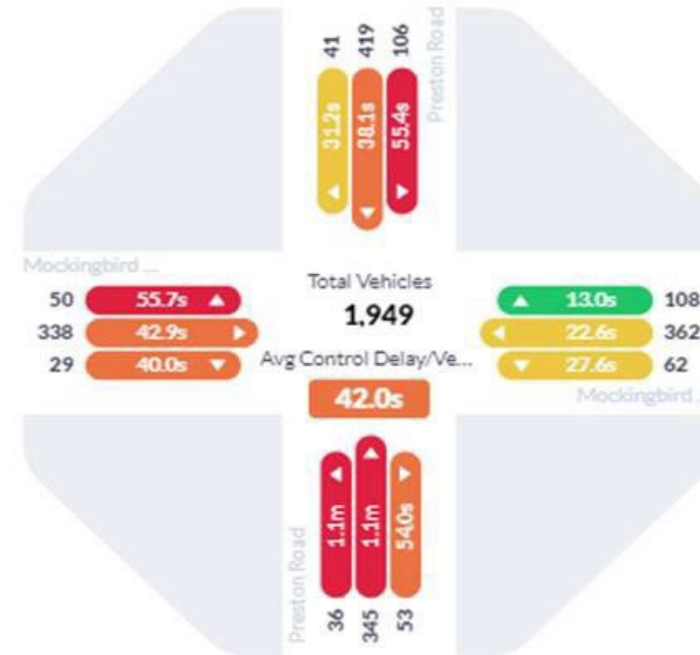 41 419 106
Preston Road
31.2s 38.1s 55.4s
Mockingbird ...
50 55.7s
338 42.9s
29 40.0s
Total Vehicles
1,949
Avg Control Delay/Ve...
42.0s
13.0s 108
22.6s 362
27.6s 62
Mockingbird .
1.1m 1.1m 54.0s
Preston Road
36 345 53